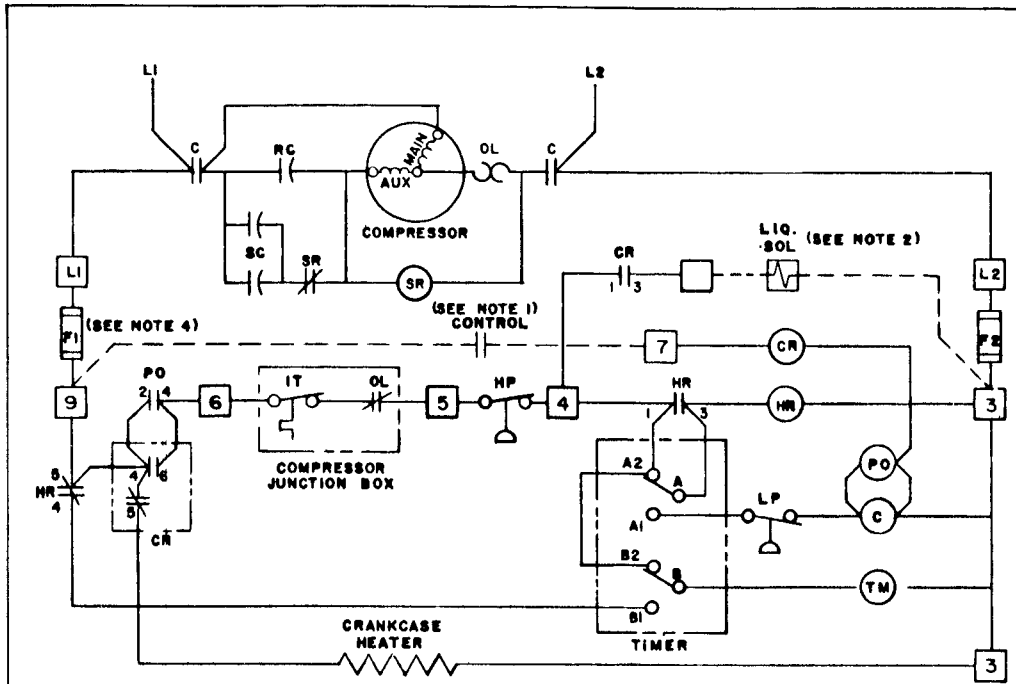 L1
L2
C
RC
MAIN
AUX
OL
C
COMPRESSOR
SC
SR
SR
L1
CR
1 3
LIQ. SOL
(SEE NOTE 2)
L2
F1
(SEE NOTE 4)
(SEE NOTE 1)
CONTROL
7
CR
F2
9
PO
2 4
6
IT
OL
5
HP
4
HR
1 3
HR
3
COMPRESSOR
JUNCTION BOX
5
HR
4
4 6
5
CR
A2
A
A1
LP
PO
C
B2
B
B1
TM
TIMER
CRANKCASE
HEATER
3